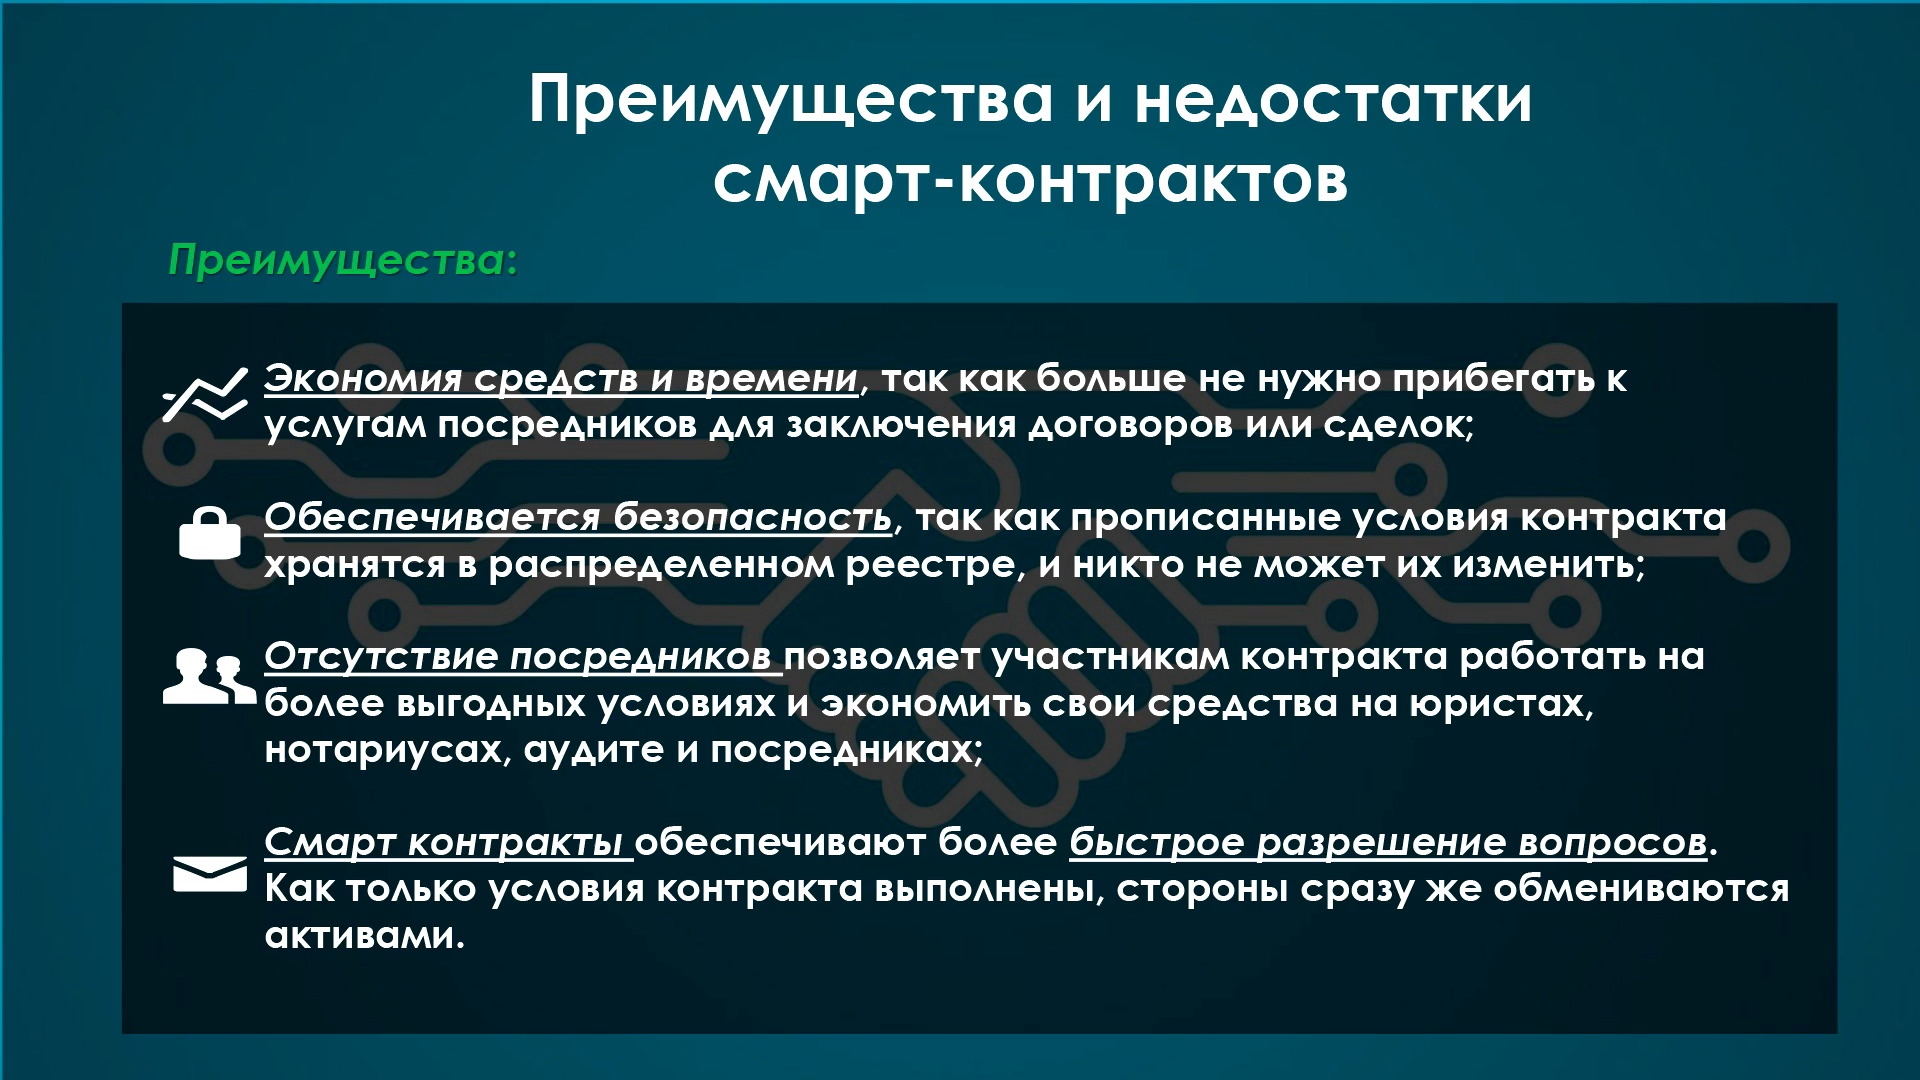 Преимущества и недостатки
смарт-контрактов
Преимущества:
Экономия средств и времени, так как больше не нужно прибегать к
услугам посредников для заключения договоров или сделок;
Обеспечивается безопасность, так как прописанные условия контракта
хранятся в распределенном реестре, и никто не может их изменить;
Отсутствие посредников позволяет участникам контракта работать на
более выгодных условиях и экономить свои средства на юристах,
нотариусах, аудите и посредниках;
Смарт контракты обеспечивают более быстрое разрешение вопросов.
Как только условия контракта выполнены, стороны сразу же обмениваются
активами.